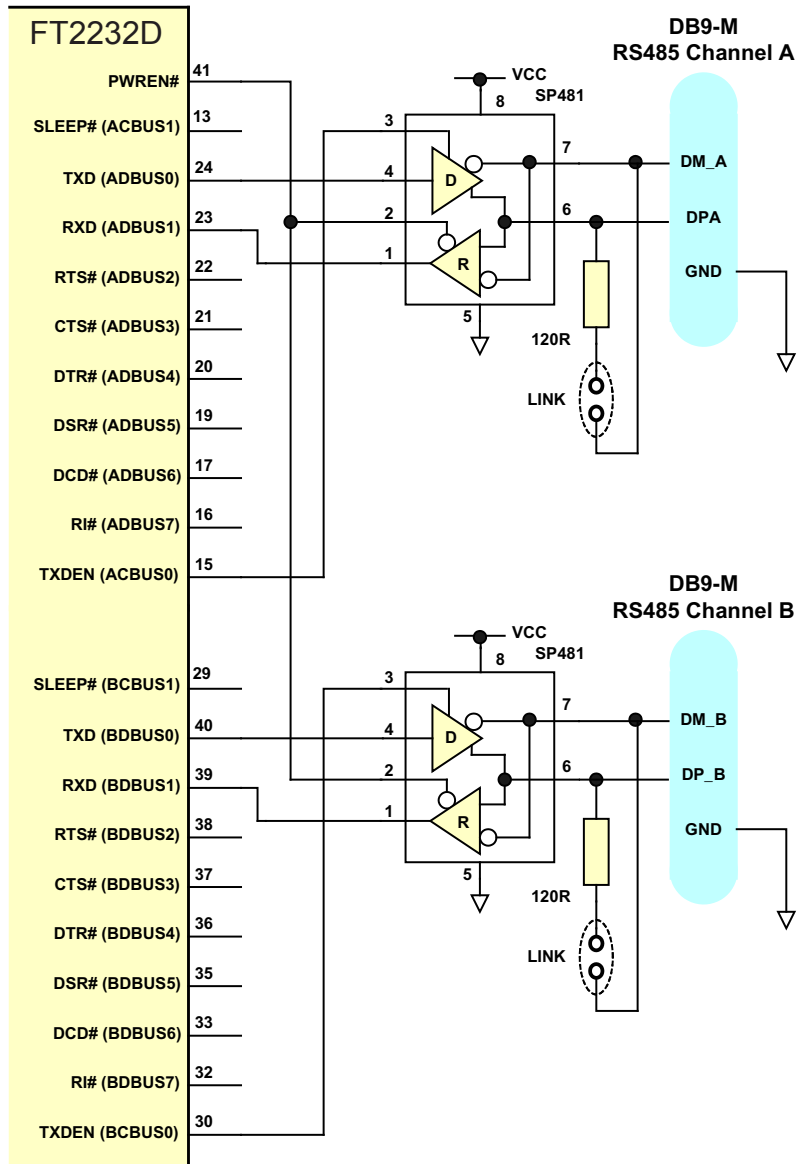 FT2232D
PWREN#
41
SLEEP# (ACBUS1)
13
TXD (ADBUS0)
24
RXD (ADBUS1)
23
RTS# (ADBUS2)
22
CTS# (ADBUS3)
21
DTR# (ADBUS4)
20
DSR# (ADBUS5)
19
DCD# (ADBUS6)
17
RI# (ADBUS7)
16
TXDEN (ACBUS0)
15
VCC
SP481
8
3
4
2
1
D
R
7
6
5
120R
LINK
DB9-M
RS485 Channel A
DM_A
DPA
GND
SLEEP# (BCBUS1)
29
TXD (BDBUS0)
40
RXD (BDBUS1)
39
RTS# (BDBUS2)
38
CTS# (BDBUS3)
37
DTR# (BDBUS4)
36
DSR# (BDBUS5)
35
DCD# (BDBUS6)
33
RI# (BDBUS7)
32
TXDEN (BCBUS0)
30
VCC
SP481
8
3
4
2
1
D
R
7
6
5
120R
LINK
DB9-M
RS485 Channel B
DM_B
DP_B
GND